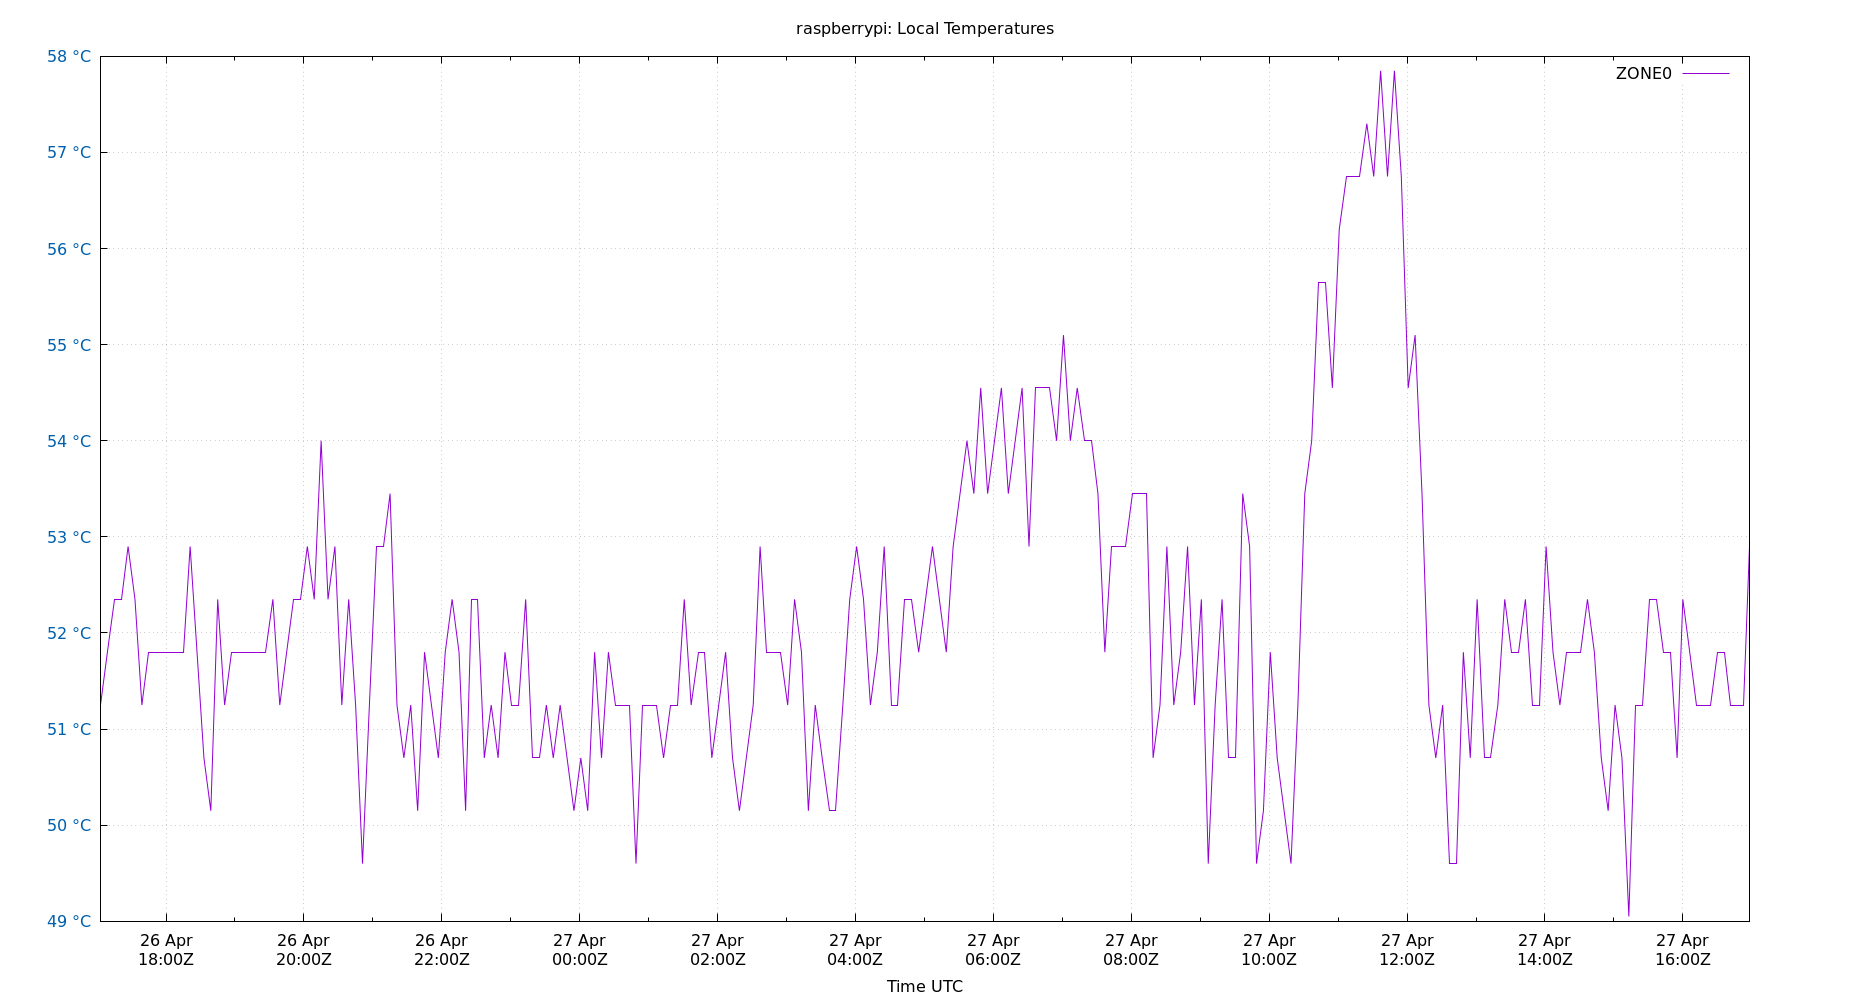 raspberrypi: Local Temperatures
58 °C
ZONE0
57 °C
56 °C
55 °C
54 °C
53 °C
52 °C
51 °C
50 °C
49 °C
26 Apr 26 Apr 26 Apr 27 Apr 27 Apr 27 Apr 27 Apr 27 Apr 27 Apr 27 Apr 27 Apr 27 Apr
18:00Z 20:00Z 22:00Z 00:00Z 02:00Z 04:00Z 06:00Z 08:00Z 10:00Z 12:00Z 14:00Z 16:00Z
Time UTC